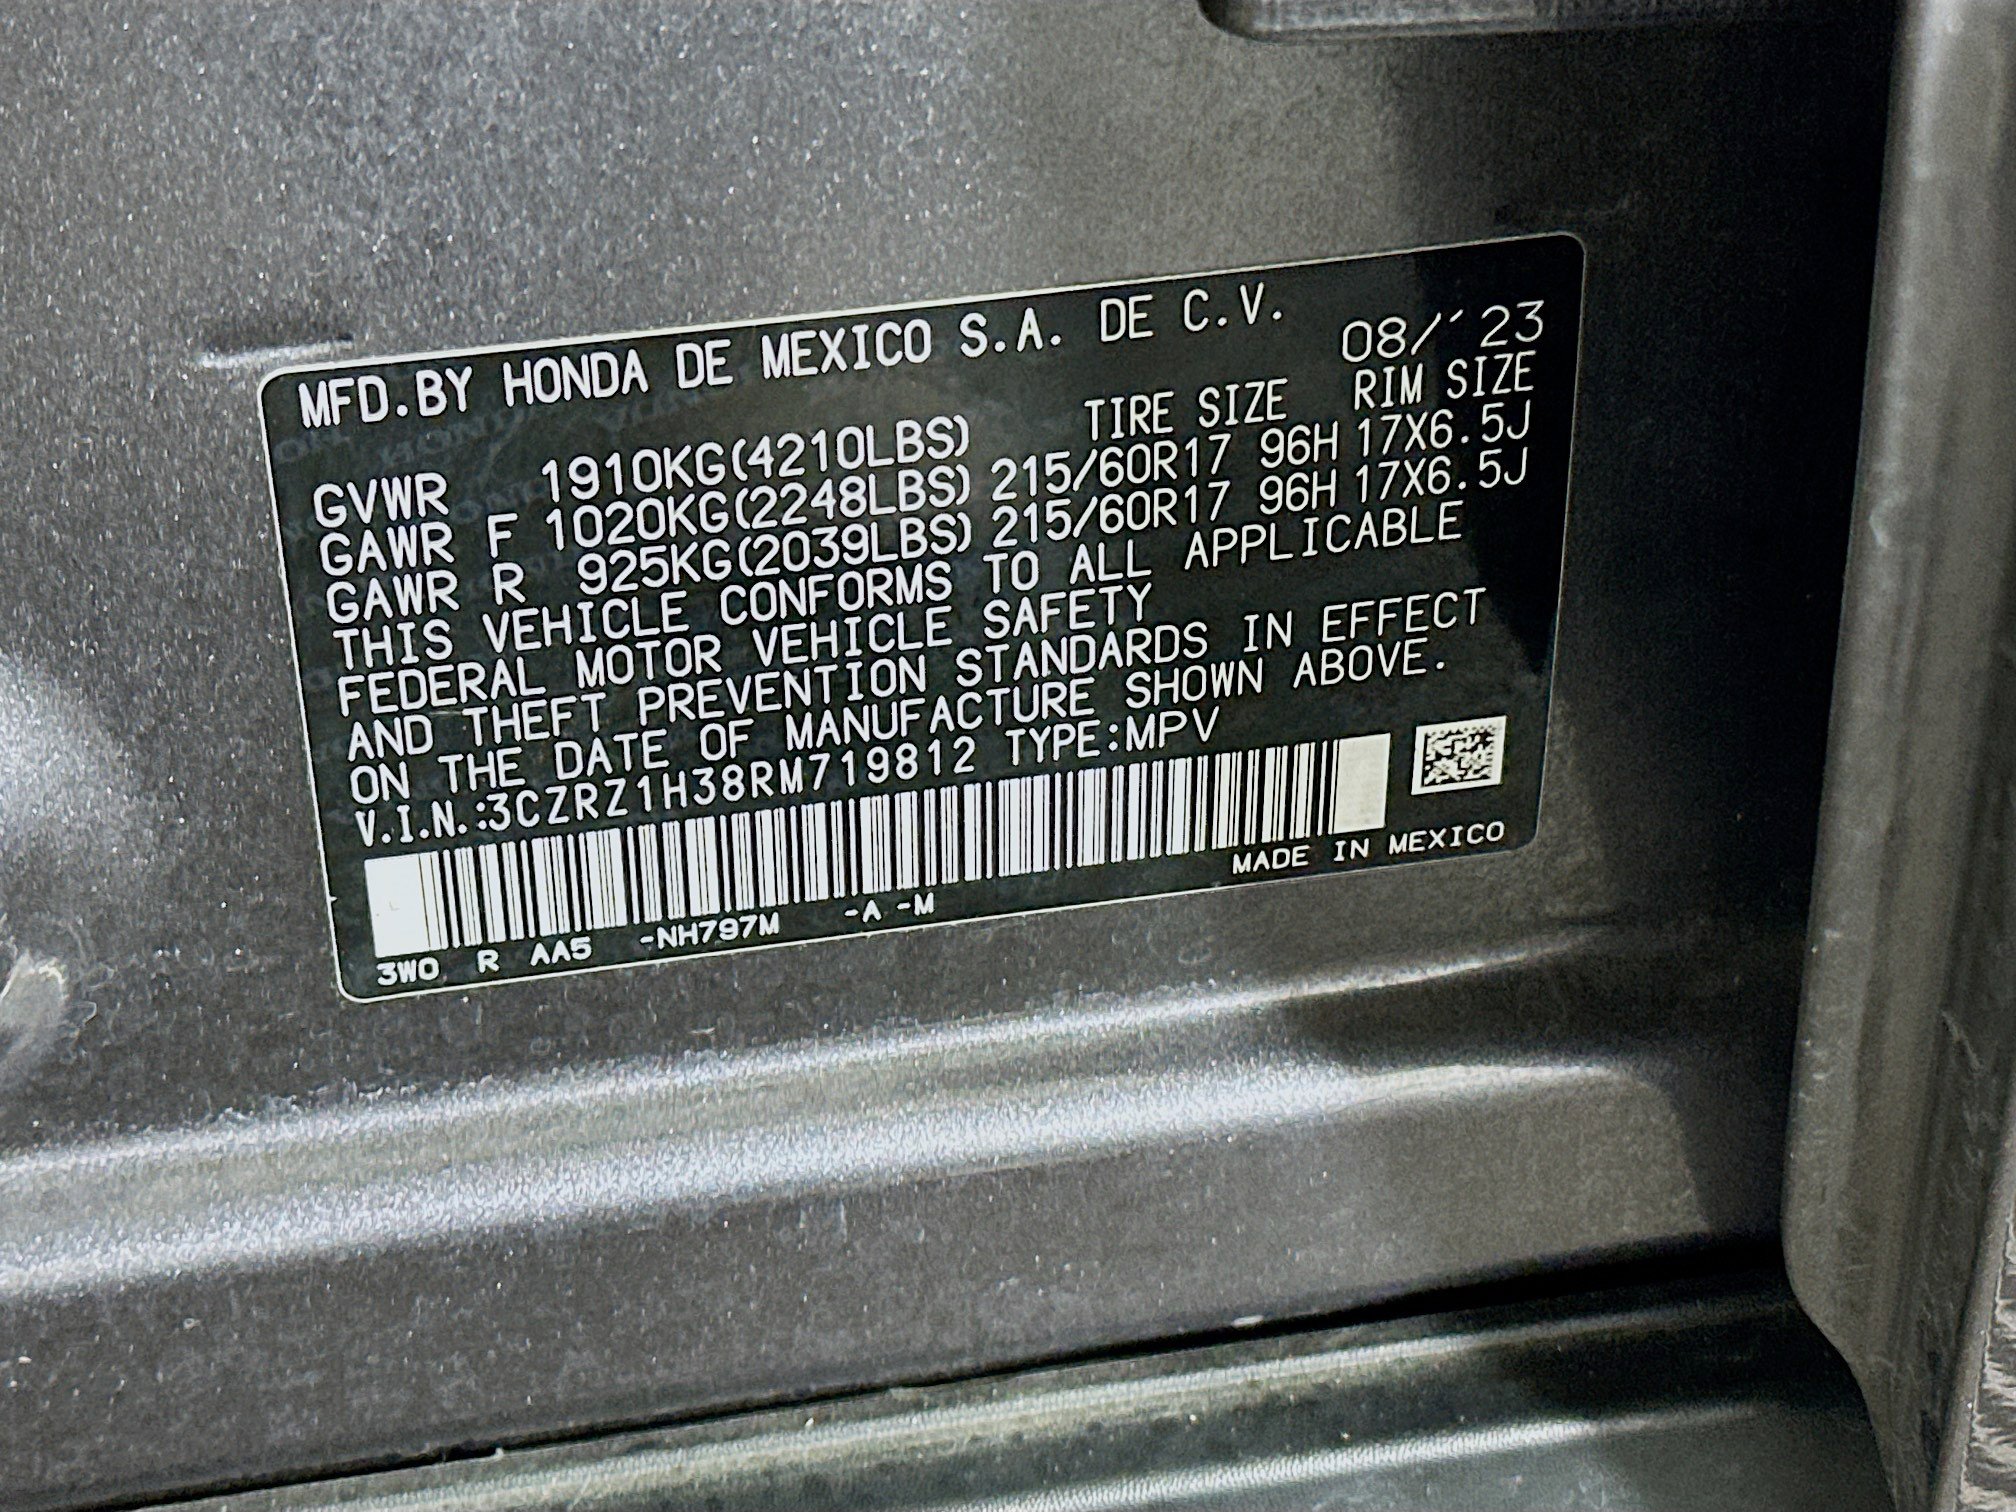 MFD.BY HONDA DE MEXICO S.A. DE C.V.
08/'23
TIRE SIZE RIM SIZE
GVWR 1910KG(4210LBS)
GAWR F 1020KG(2248LBS) 215/60R17 96H 17X6.5J
GAWR R 925KG(2039LBS) 215/60R17 96H 17X6.5J
THIS VEHICLE CONFORMS TO ALL APPLICABLE
FEDERAL MOTOR VEHICLE SAFETY
AND THEFT PREVENTION STANDARDS IN EFFECT
ON THE DATE OF MANUFACTURE SHOWN ABOVE.
V.I.N.:3CZRZ1H38RM719812 TYPE:MPV
MADE IN MEXICO
3W0 R AA5 -NH797M -A -M